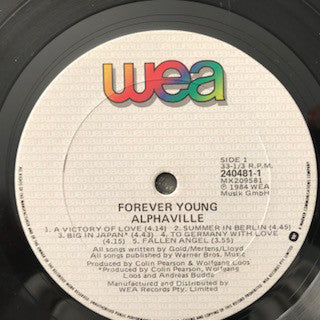 wea
SIDE 1
33-1/3 R.P.M.
240481-1
MX209581
℗ 1984 WEA
Musik GmbH
FOREVER YOUNG
ALPHAVILLE
1. A VICTORY OF LOVE (4.14) 2. SUMMER IN BERLIN (4.45)
3. BIG IN JAPAN* (4.45) 4. TO GERMANY WITH LOVE
(4.15) 5. FALLEN ANGEL (3.55)
All songs written by Gold/Mertens/Lloyd
All songs published by Warner Bros. Music
Produced by Colin Pearson, Wolfgang
Loos
*Produced by Colin Pearson, Wolfgang
Loos and Andreas Budde
Manufactured and Distributed by
WEA Records Pty. Limited